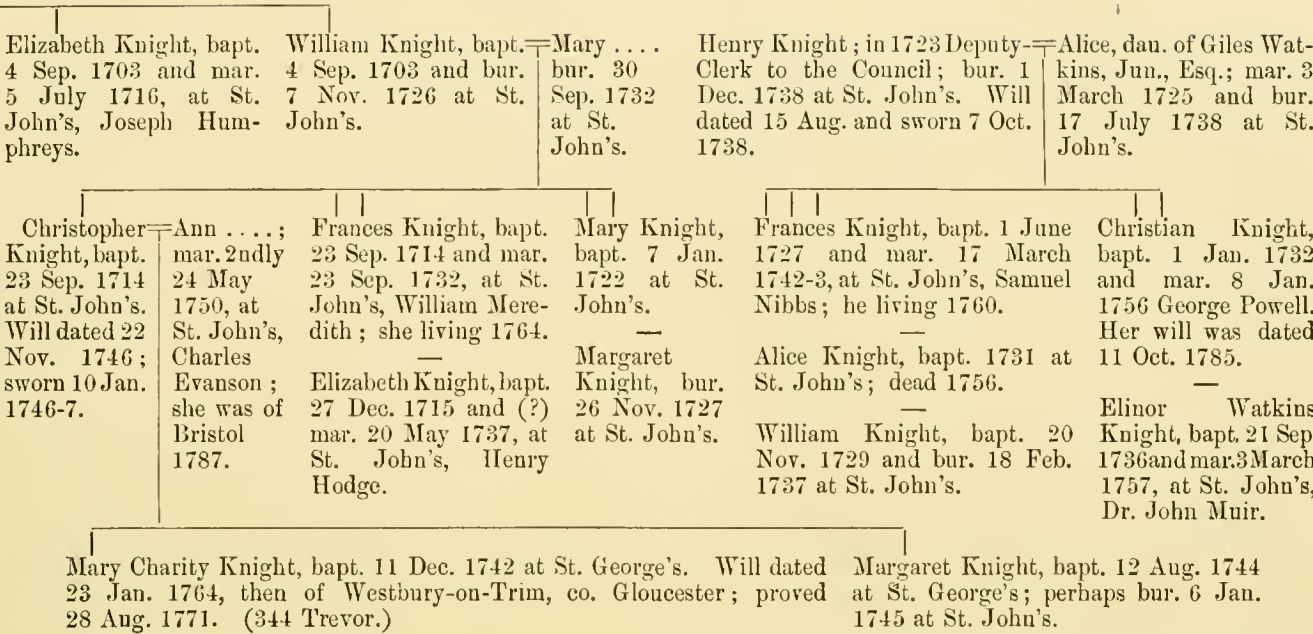 Elizabeth Knight, bapt.
4 Sep. 1703 and mar.
5 July 1716, at St.
John's, Joseph Hum-
phreys.
William Knight, bapt.
4 Sep. 1703 and bur.
7 Nov. 1726 at St.
John's.
=Mary ....
bur. 30
Sep. 1732
at St.
John's.
Henry Knight; in 1723 Deputy-
Clerk to the Council; bur. 1
Dec. 1738 at St. John's. Will
dated 15 Aug. and sworn 7 Oct.
1738.
=Alice, dau. of Giles Wat-
kins, Jun., Esq.; mar. 3
March 1725 and bur.
17 July 1738 at St.
John's.
Christopher
Knight, bapt.
23 Sep. 1714
at St. John's.
Will dated 22
Nov. 1746;
sworn 10 Jan.
1746-7.
=Ann ....;
mar. 2ndly
24 May
1750, at
St. John's,
Charles
Evanson;
she was of
Bristol
1787.
Frances Knight, bapt.
23 Sep. 1714 and mar.
23 Sep. 1732, at St.
John's, William Mere-
dith; she living 1764.
—
Elizabeth Knight, bapt.
27 Dec. 1715 and (?)
mar. 20 May 1737, at
St. John's, Henry
Hodge.
Mary Knight,
bapt. 7 Jan.
1722 at St.
John's.
—
Margaret
Knight, bur.
26 Nov. 1727
at St. John's.
Frances Knight, bapt. 1 June
1727 and mar. 17 March
1742-3, at St. John's, Samuel
Nibbs; he living 1760.
—
Alice Knight, bapt. 1731 at
St. John's; dead 1756.
—
William Knight, bapt. 20
Nov. 1729 and bur. 18 Feb.
1737 at St. John's.
Christian Knight,
bapt. 1 Jan. 1732
and mar. 8 Jan.
1756 George Powell.
Her will was dated
11 Oct. 1785.
—
Elinor Watkins
Knight, bapt. 21 Sep
1736 and mar. 3 March
1757, at St. John's,
Dr. John Muir.
Mary Charity Knight, bapt. 11 Dec. 1742 at St. George's. Will dated
23 Jan. 1764, then of Westbury-on-Trim, co. Gloucester; proved
28 Aug. 1771. (344 Trevor.)
Margaret Knight, bapt. 12 Aug. 1744
at St. George's; perhaps bur. 6 Jan.
1745 at St. John's.